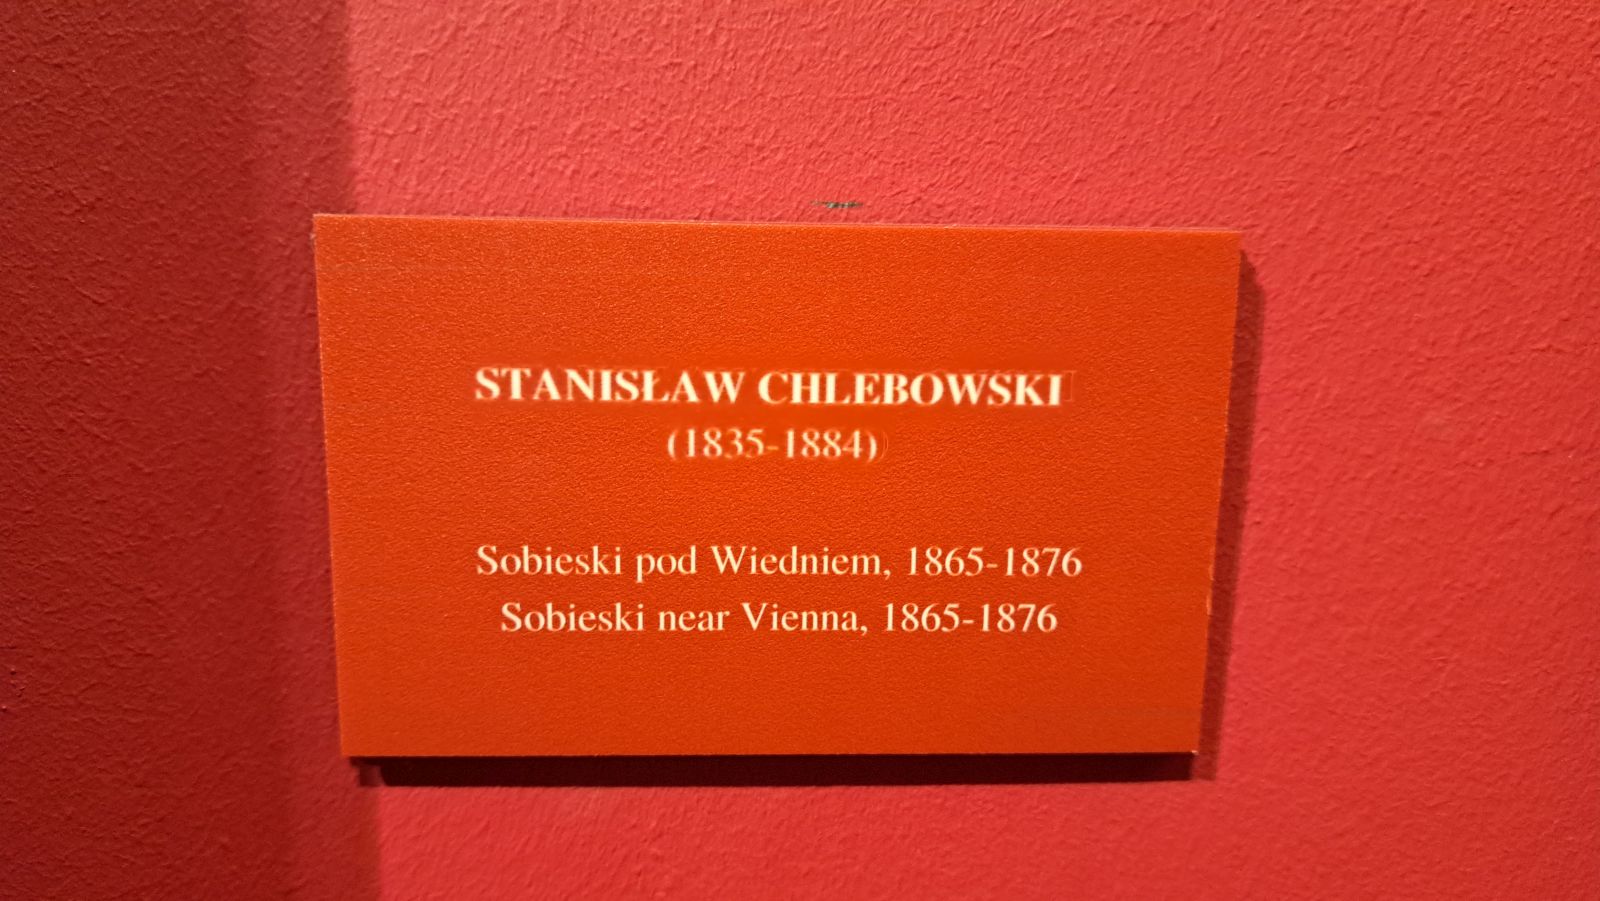 STANISŁAW CHLEBOWSKI
(1835-1884)
Sobieski pod Wiedniem, 1865-1876
Sobieski near Vienna, 1865-1876